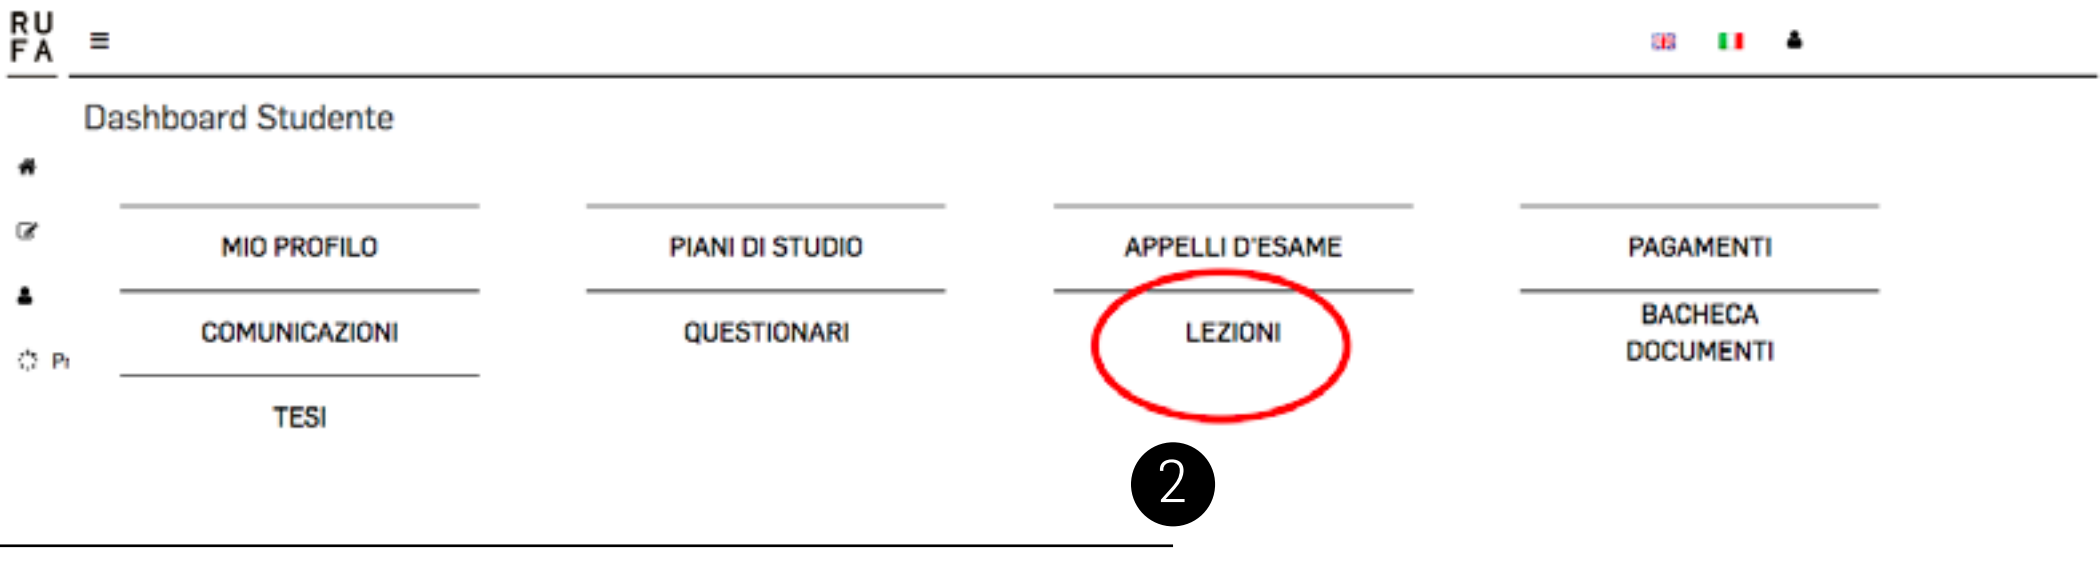 RU
FA
Dashboard Studente
MIO PROFILO
PIANI DI STUDIO
APPELLI D'ESAME
PAGAMENTI
COMUNICAZIONI
QUESTIONARI
LEZIONI
BACHECA
DOCUMENTI
TESI
2